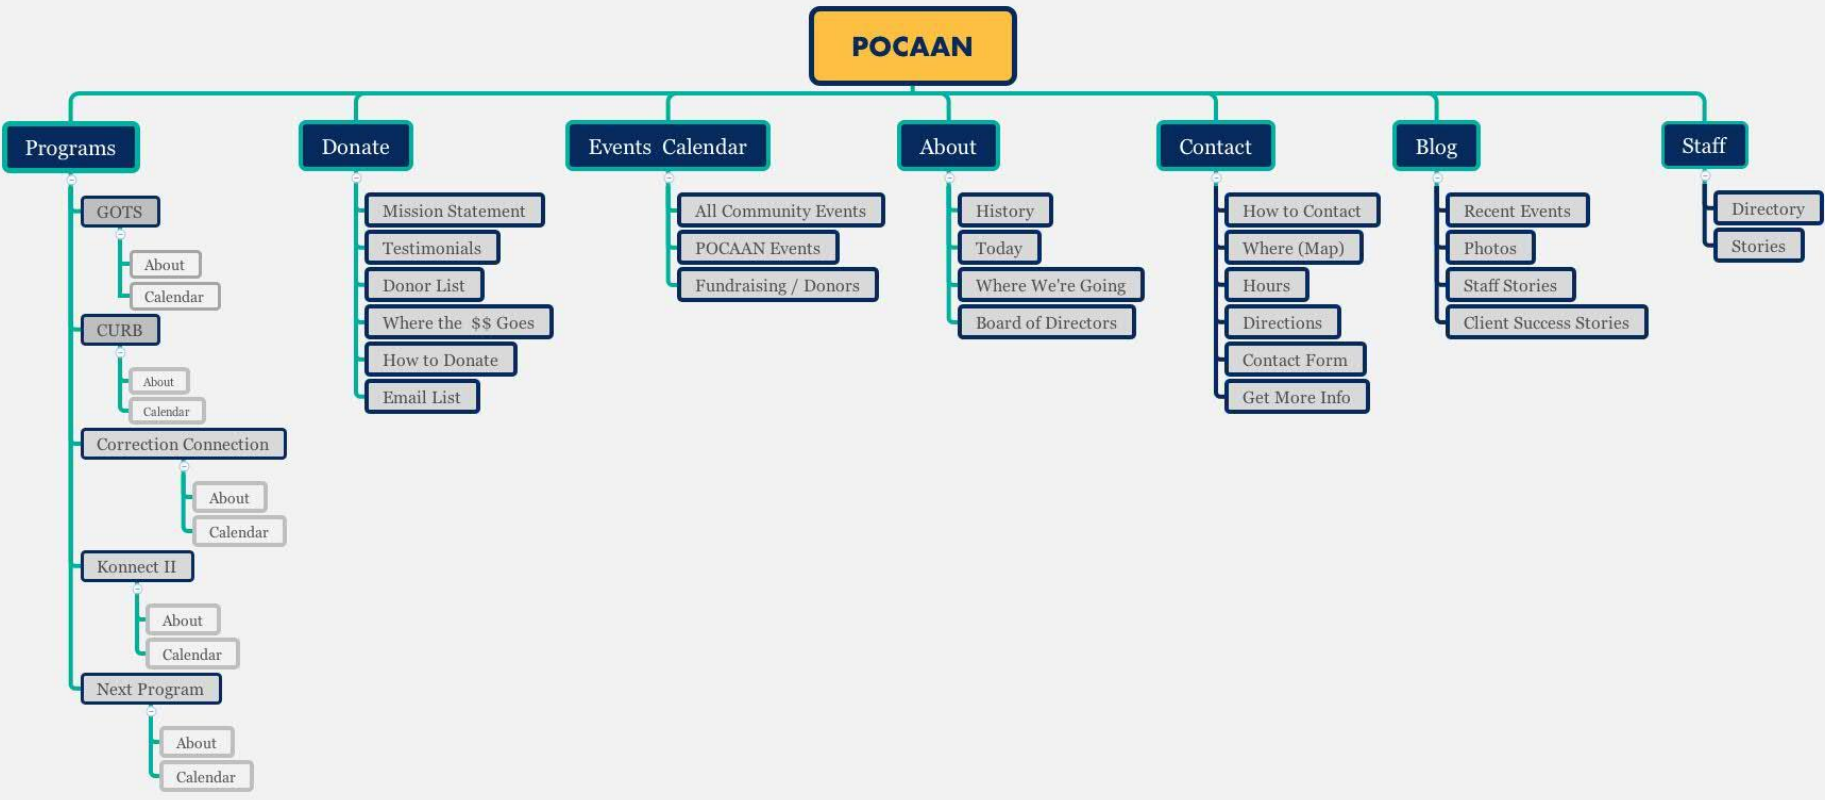 POCAAN
Programs
GOTS
About
Calendar
CURB
About
Calendar
Correction Connection
About
Calendar
Konnect II
About
Calendar
Next Program
About
Calendar
Donate
Mission Statement
Testimonials
Donor List
Where the $$ Goes
How to Donate
Email List
Events Calendar
All Community Events
POCAAN Events
Fundraising / Donors
About
History
Today
Where We're Going
Board of Directors
Contact
How to Contact
Where (Map)
Hours
Directions
Contact Form
Get More Info
Blog
Recent Events
Photos
Staff Stories
Client Success Stories
Staff
Directory
Stories